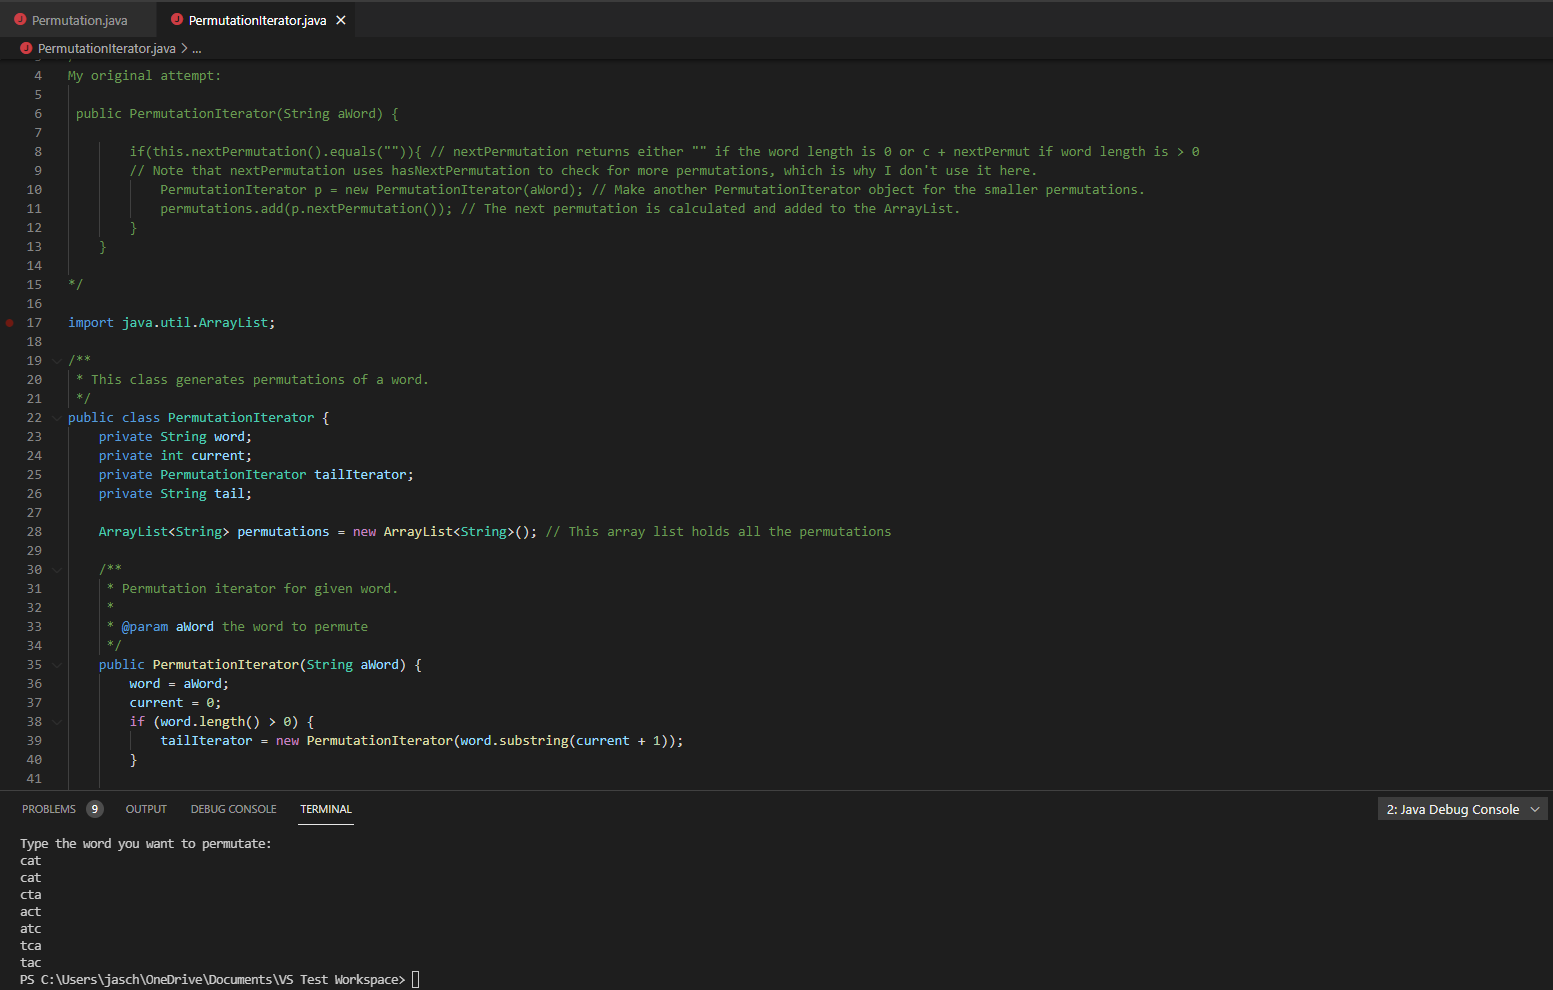 Permutation.java
PermutationIterator.java
PermutationIterator.java > ...
4 My original attempt:
5
6 public PermutationIterator(String aWord) {
7
8 if(this.nextPermutation().equals("")){ // nextPermutation returns either "" if the word length is 0 or c + nextPermut if word length is > 0
9 // Note that nextPermutation uses hasNextPermutation to check for more permutations, which is why I don't use it here.
10 PermutationIterator p = new PermutationIterator(aWord); // Make another PermutationIterator object for the smaller permutations.
11 permutations.add(p.nextPermutation()); // The next permutation is calculated and added to the ArrayList.
12 }
13 }
14
15 */
16
17 import java.util.ArrayList;
18
19 /**
20 * This class generates permutations of a word.
21 */
22 public class PermutationIterator {
23 private String word;
24 private int current;
25 private PermutationIterator tailIterator;
26 private String tail;
27
28 ArrayList<String> permutations = new ArrayList<String>(); // This array list holds all the permutations
29
30 /**
31 * Permutation iterator for given word.
32 *
33 * @param aWord the word to permute
34 */
35 public PermutationIterator(String aWord) {
36 word = aWord;
37 current = 0;
38 if (word.length() > 0) {
39 tailIterator = new PermutationIterator(word.substring(current + 1));
40 }
41
PROBLEMS 9 OUTPUT DEBUG CONSOLE TERMINAL 2: Java Debug Console
Type the word you want to permutate:
cat
cat
cta
act
atc
tca
tac
PS C:\Users\jasch\OneDrive\Documents\VS Test Workspace>